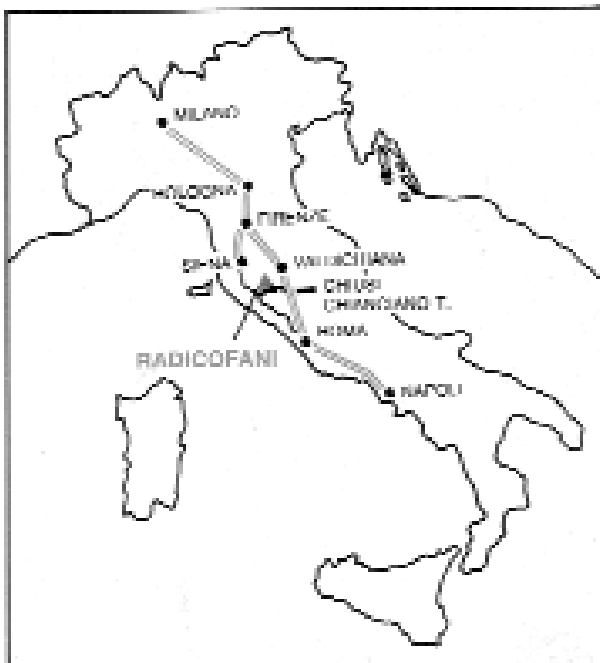 MILANO
BOLOGNA
FIRENZE
SIENA
VALDICHIANA
CHIUSI
CHIANCIANO T.
ROMA
RADICOFANI
NAPOLI